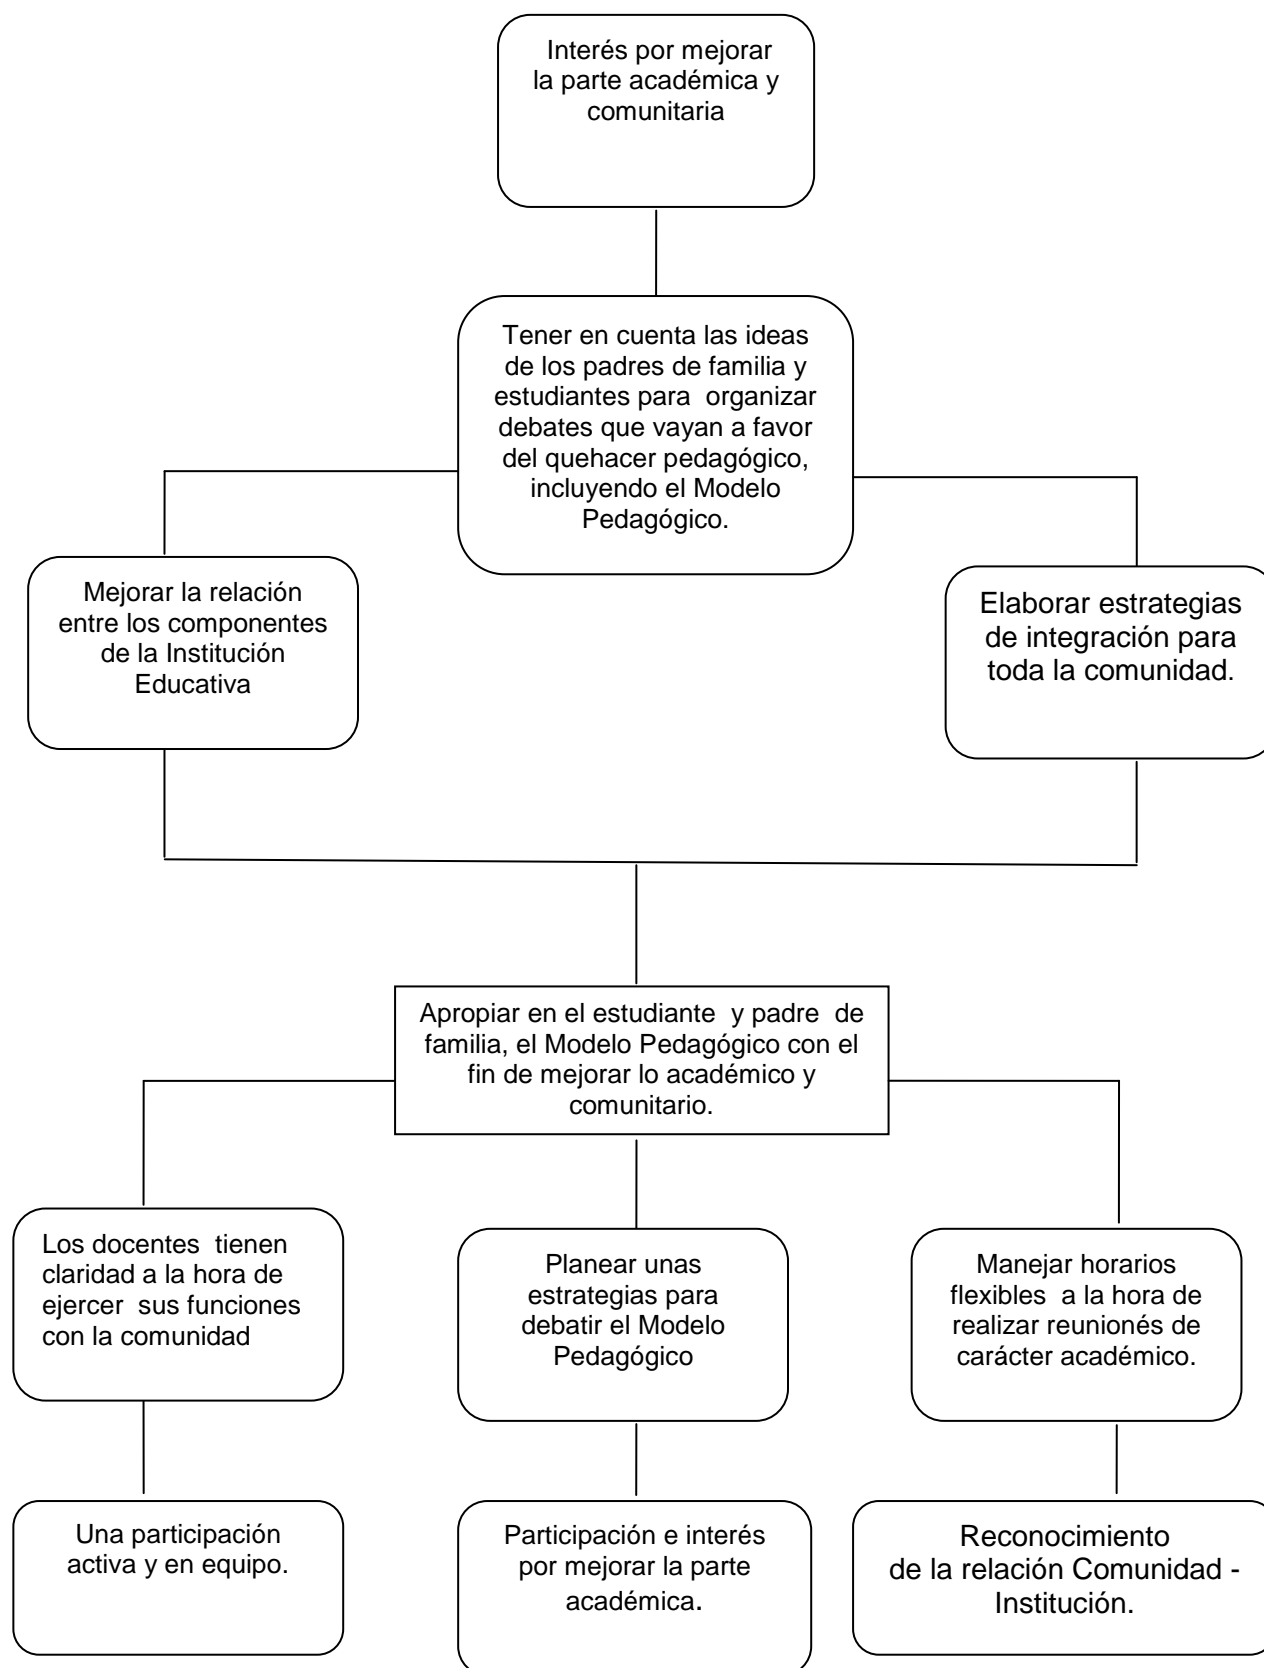 Interés por mejorar
la parte académica y
comunitaria
Tener en cuenta las ideas
de los padres de familia y
estudiantes para organizar
debates que vayan a favor
del quehacer pedagógico,
incluyendo el Modelo
Pedagógico.
Mejorar la relación
entre los componentes
de la Institución
Educativa
Elaborar estrategias
de integración para
toda la comunidad.
Apropiar en el estudiante y padre de
familia, el Modelo Pedagógico con el
fin de mejorar lo académico y
comunitario.
Los docentes tienen
claridad a la hora de
ejercer sus funciones
con la comunidad
Planear unas
estrategias para
debatir el Modelo
Pedagógico
Manejar horarios
flexibles a la hora de
realizar reunionés de
carácter académico.
Una participación
activa y en equipo.
Participación e interés
por mejorar la parte
académica.
Reconocimiento
de la relación Comunidad -
Institución.